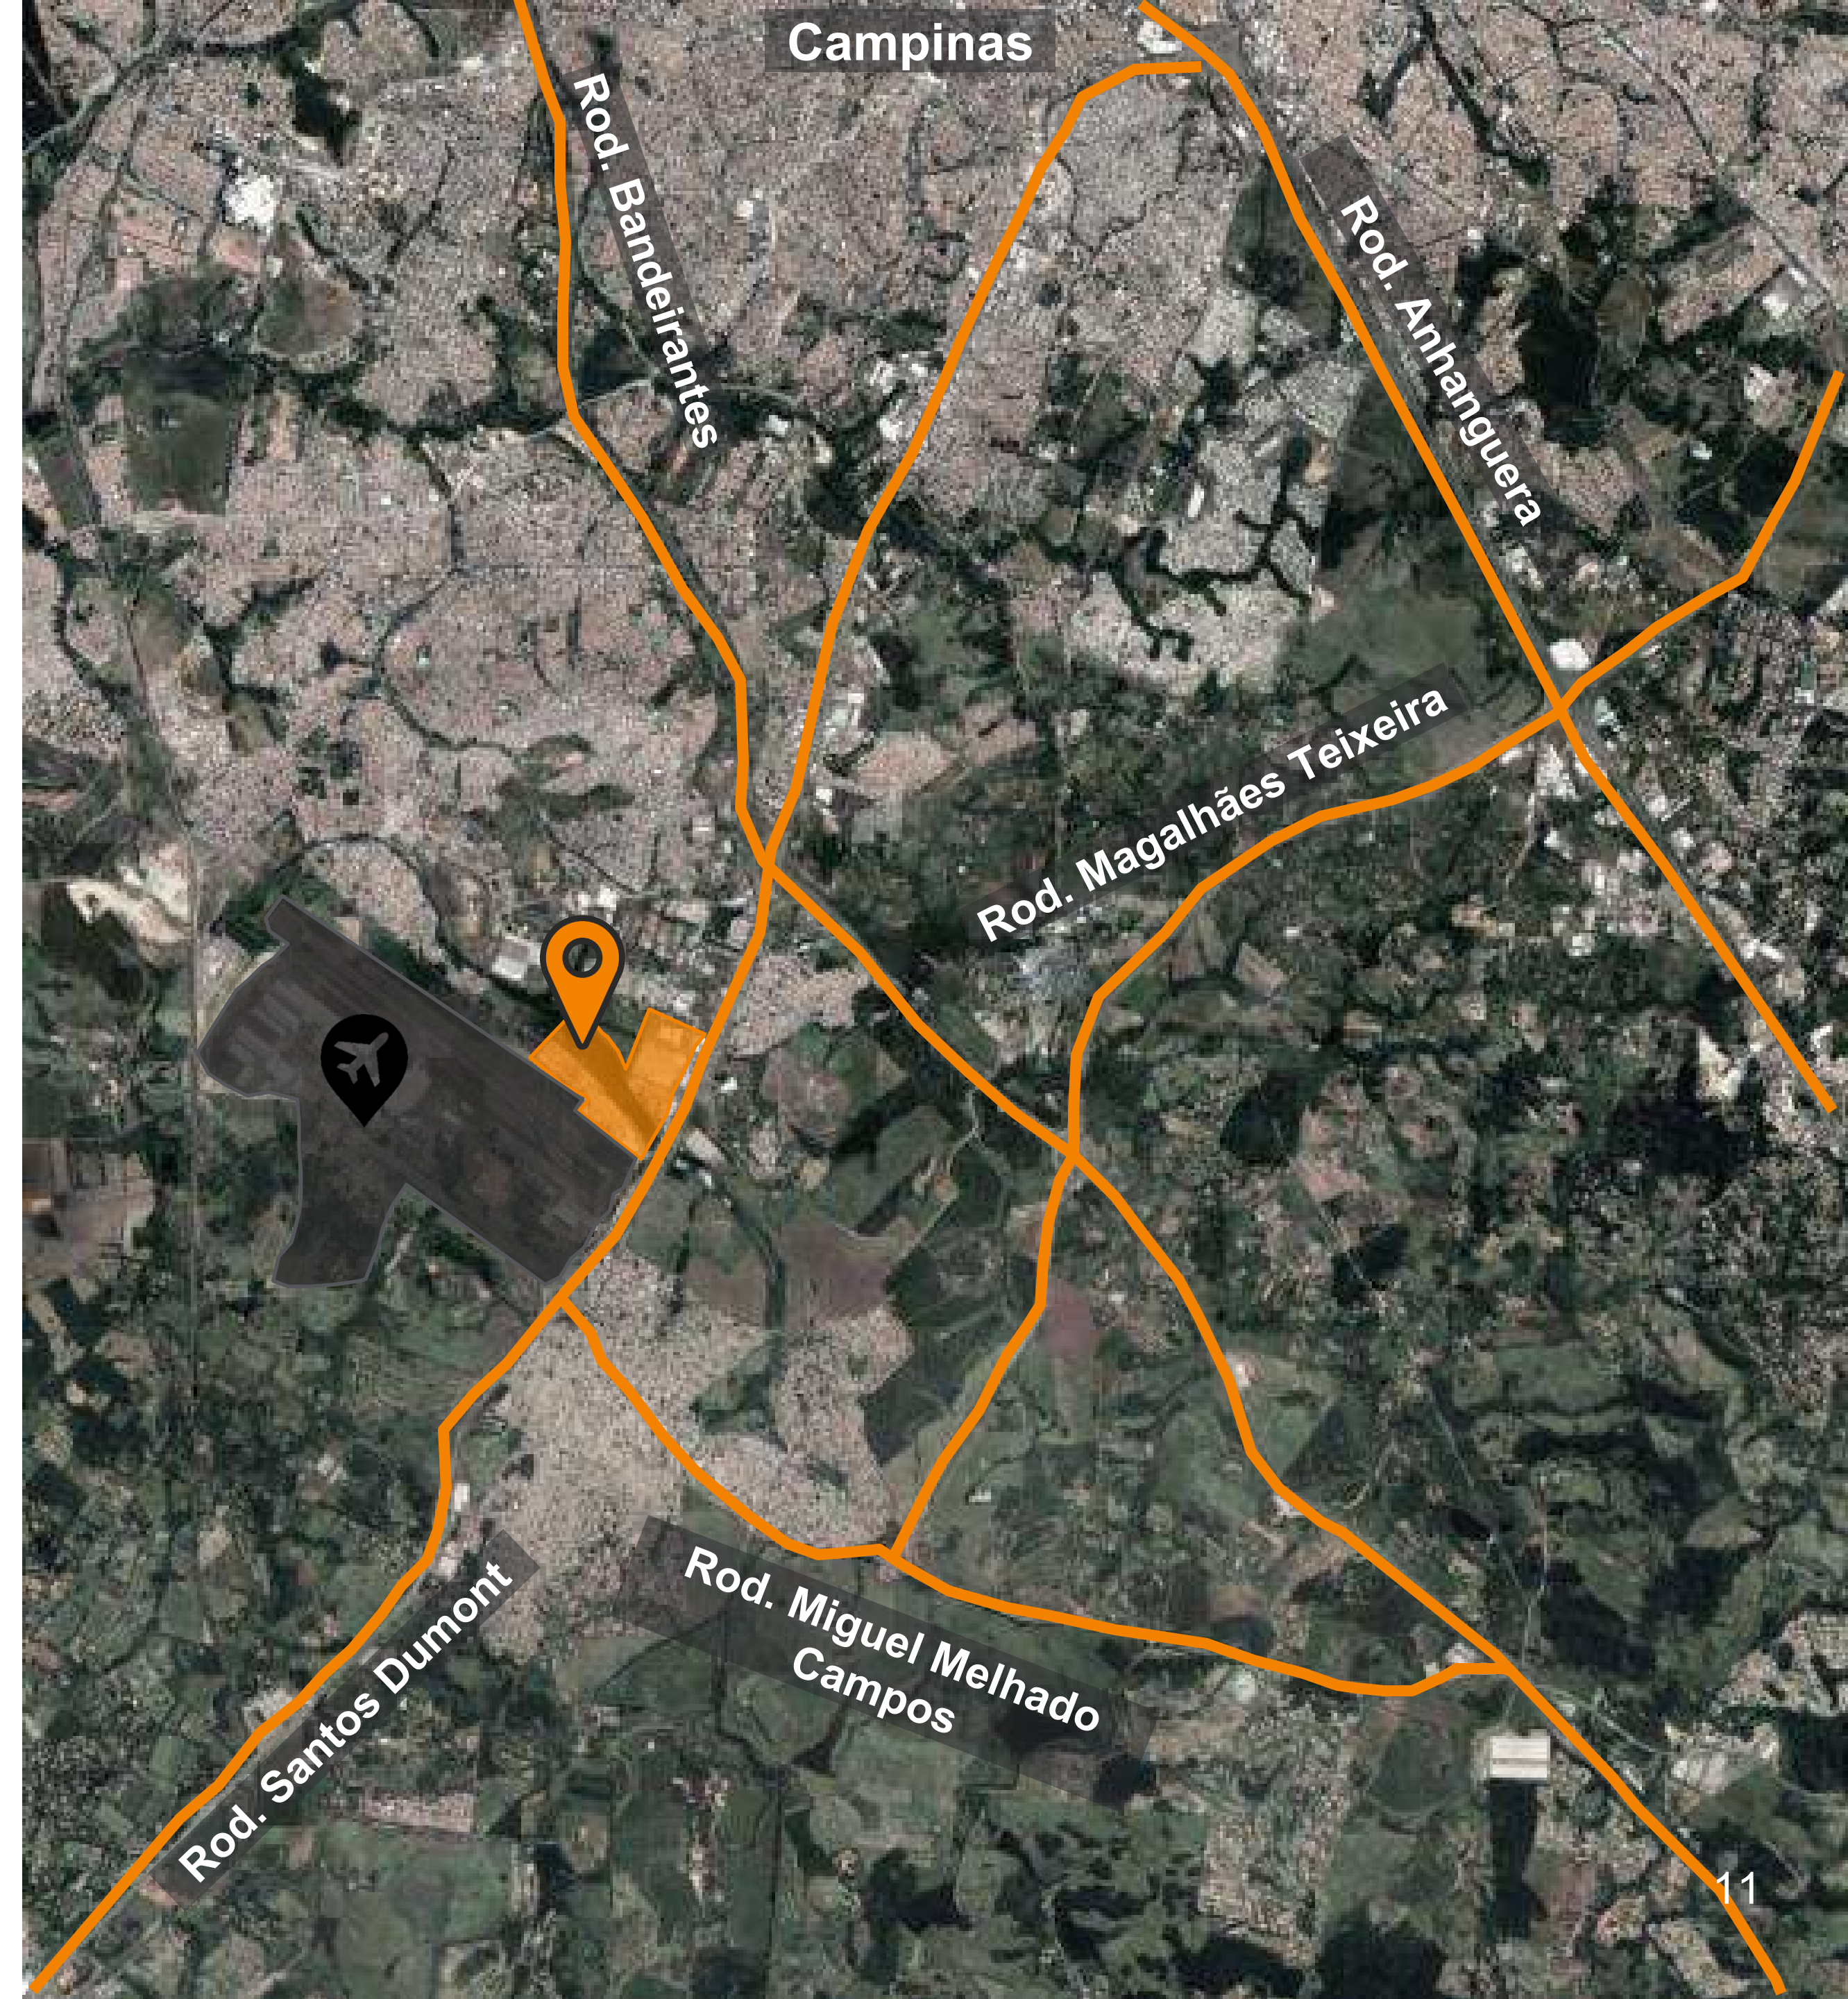 Campinas
Rod. Bandeirantes
Rod. Anhanguera
Rod. Magalhães Teixeira
Rod. Miguel Melhado
Campos
Rod. Santos Dumont
11